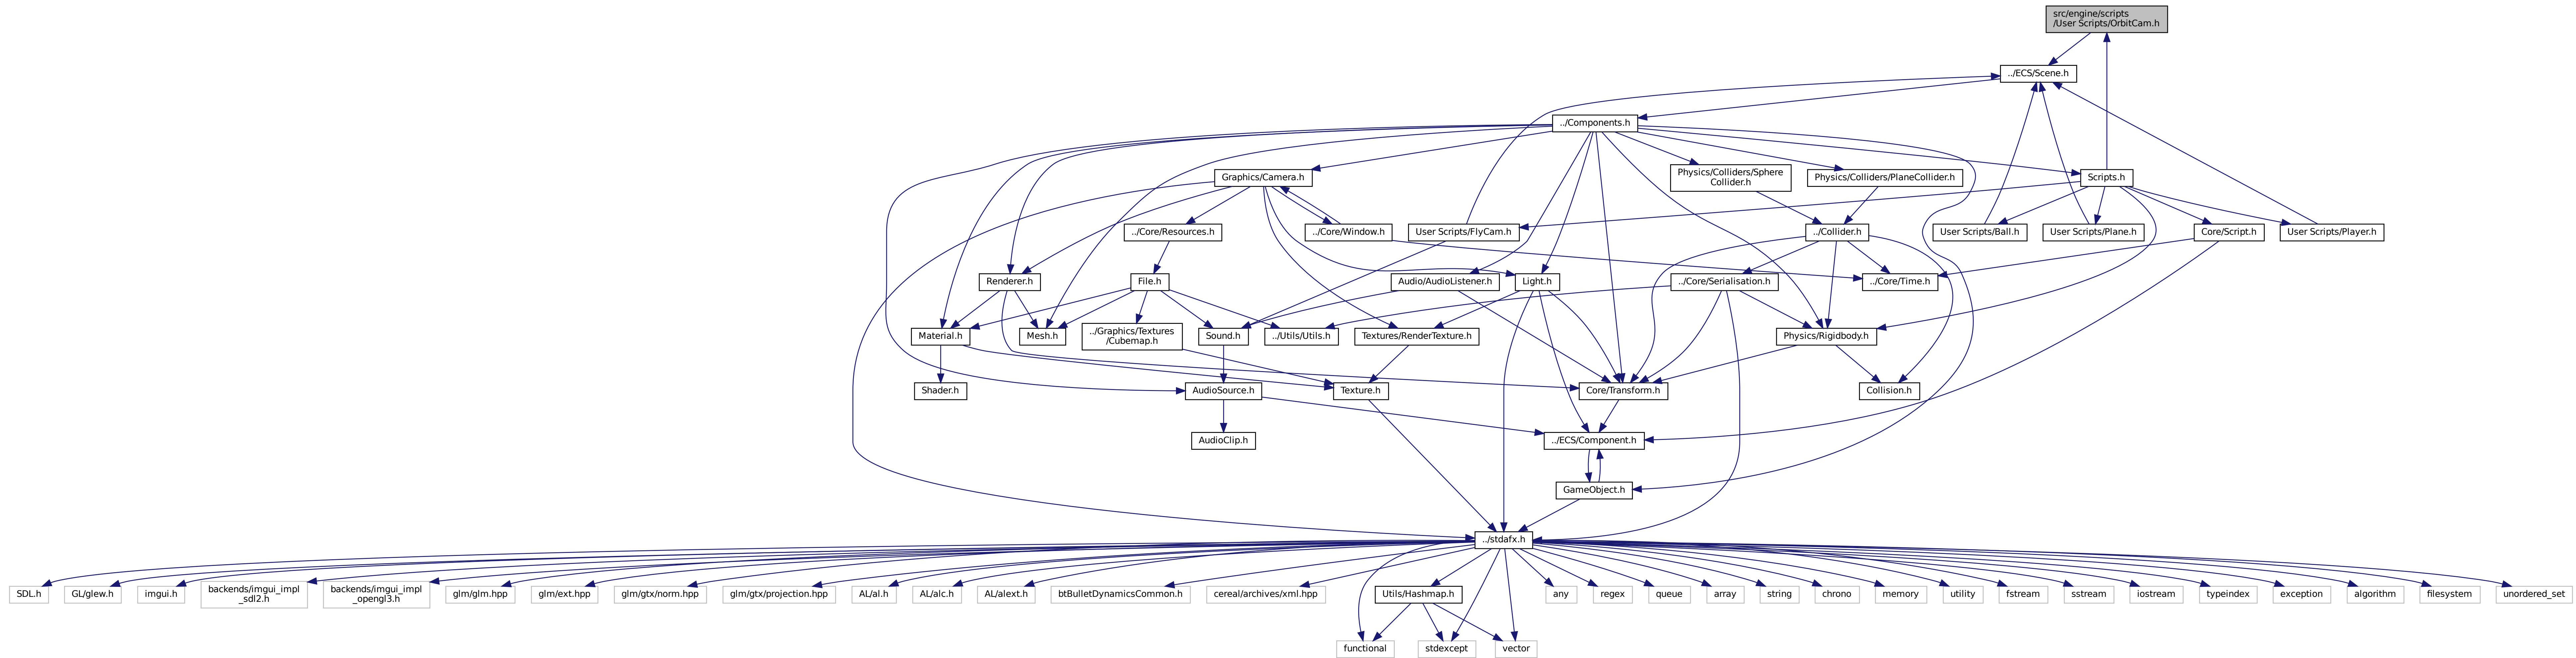 src/engine/scripts
/User Scripts/OrbitCam.h
../ECS/Scene.h
../Components.h
Graphics/Camera.h
Physics/Colliders/Sphere
Collider.h
Physics/Colliders/PlaneCollider.h
Scripts.h
../Core/Resources.h
../Core/Window.h
User Scripts/FlyCam.h
../Collider.h
User Scripts/Ball.h
User Scripts/Plane.h
Core/Script.h
User Scripts/Player.h
Renderer.h
File.h
Audio/AudioListener.h
Light.h
../Core/Serialisation.h
../Core/Time.h
Material.h
Mesh.h
../Graphics/Textures
/Cubemap.h
Sound.h
../Utils/Utils.h
Textures/RenderTexture.h
Physics/Rigidbody.h
Shader.h
AudioSource.h
Texture.h
Core/Transform.h
Collision.h
AudioClip.h
../ECS/Component.h
GameObject.h
../stdafx.h
SDL.h
GL/glew.h
imgui.h
backends/imgui_impl
_sdl2.h
backends/imgui_impl
_opengl3.h
glm/glm.hpp
glm/ext.hpp
glm/gtx/norm.hpp
glm/gtx/projection.hpp
AL/al.h
AL/alc.h
AL/alext.h
btBulletDynamicsCommon.h
cereal/archives/xml.hpp
Utils/Hashmap.h
any
regex
queue
array
string
chrono
memory
utility
fstream
sstream
iostream
typeindex
exception
algorithm
filesystem
unordered_set
functional
stdexcept
vector